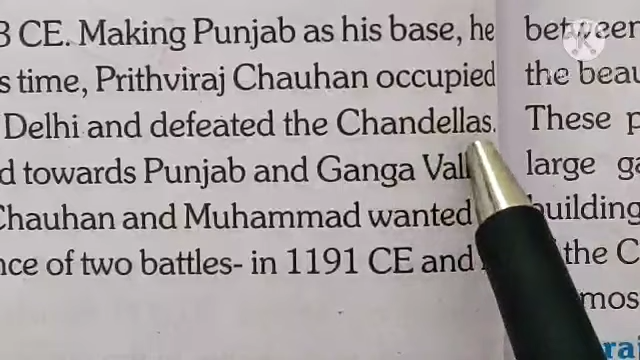 3 CE. Making Punjab as his base, he
s time, Prithviraj Chauhan occupied
Delhi and defeated the Chandellas.
d towards Punjab and Ganga
Chauhan and Muhammad wanted
nce of two battles- in 1191 CE and
between
the beau
These p
large ga
building
the C
mos
rai